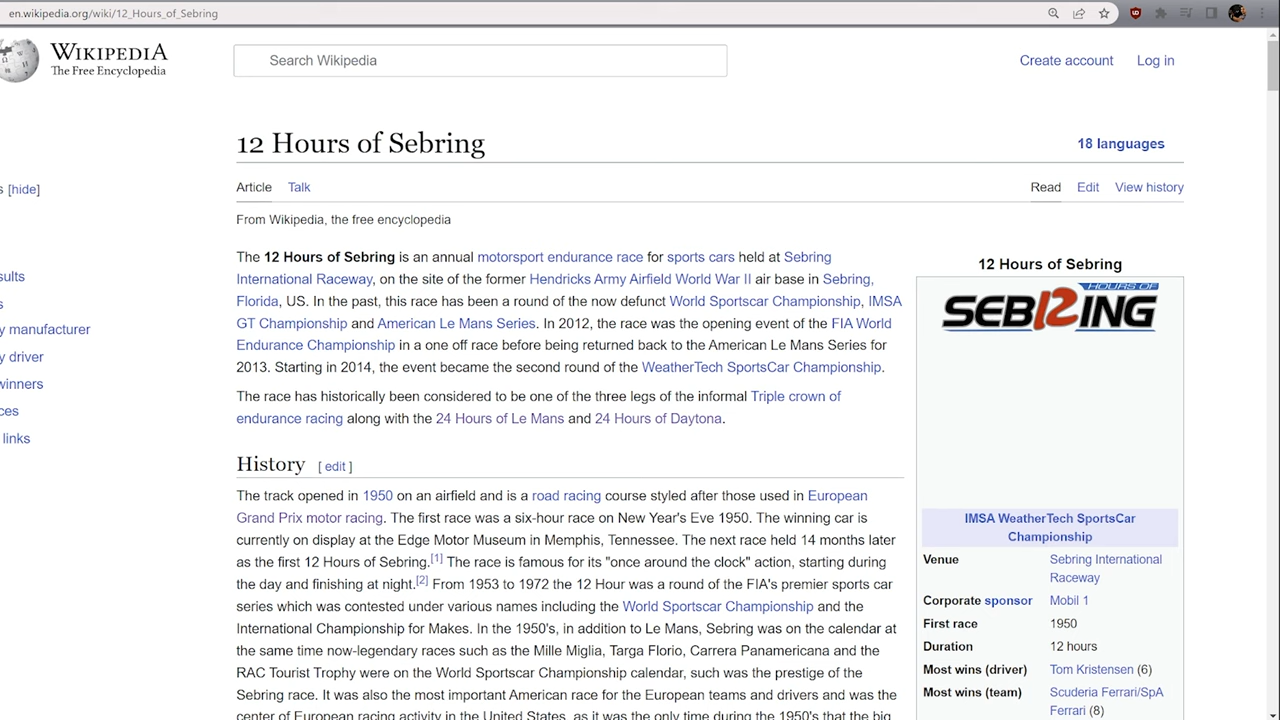 en.wikipedia.org/wiki/12_Hours_of_Sebring
WIKIPEDIA
The Free Encyclopedia
Search Wikipedia
Create account
Log in
12 Hours of Sebring
18 languages
s [hide]
Article
Talk
Read
Edit
View history
From Wikipedia, the free encyclopedia
The 12 Hours of Sebring is an annual motorsport endurance race for sports cars held at Sebring
International Raceway, on the site of the former Hendricks Army Airfield World War II air base in Sebring,
Florida, US. In the past, this race has been a round of the now defunct World Sportscar Championship, IMSA
GT Championship and American Le Mans Series. In 2012, the race was the opening event of the FIA World
Endurance Championship in a one off race before being returned back to the American Le Mans Series for
2013. Starting in 2014, the event became the second round of the WeatherTech SportsCar Championship.
The race has historically been considered to be one of the three legs of the informal Triple crown of
endurance racing along with the 24 Hours of Le Mans and 24 Hours of Daytona.
History [ edit ]
The track opened in 1950 on an airfield and is a road racing course styled after those used in European
Grand Prix motor racing. The first race was a six-hour race on New Year's Eve 1950. The winning car is
currently on display at the Edge Motor Museum in Memphis, Tennessee. The next race held 14 months later
as the first 12 Hours of Sebring.[1] The race is famous for its "once around the clock" action, starting during
the day and finishing at night.[2] From 1953 to 1972 the 12 Hour was a round of the FIA's premier sports car
series which was contested under various names including the World Sportscar Championship and the
International Championship for Makes. In the 1950's, in addition to Le Mans, Sebring was on the calendar at
the same time now-legendary races such as the Mille Miglia, Targa Florio, Carrera Panamericana and the
RAC Tourist Trophy were on the World Sportscar Championship calendar, such was the prestige of the
Sebring race. It was also the most important American race for the European teams and drivers and was the
center of European racing activity in the United States, as it was the only time during the 1950's that the big
sults
s
y manufacturer
y driver
winners
ces
links
12 Hours of Sebring
HOURS OF
SEB12ING
IMSA WeatherTech SportsCar
Championship
Venue Sebring International
Raceway
Corporate sponsor Mobil 1
First race 1950
Duration 12 hours
Most wins (driver) Tom Kristensen (6)
Most wins (team) Scuderia Ferrari/SpA
Ferrari (8)